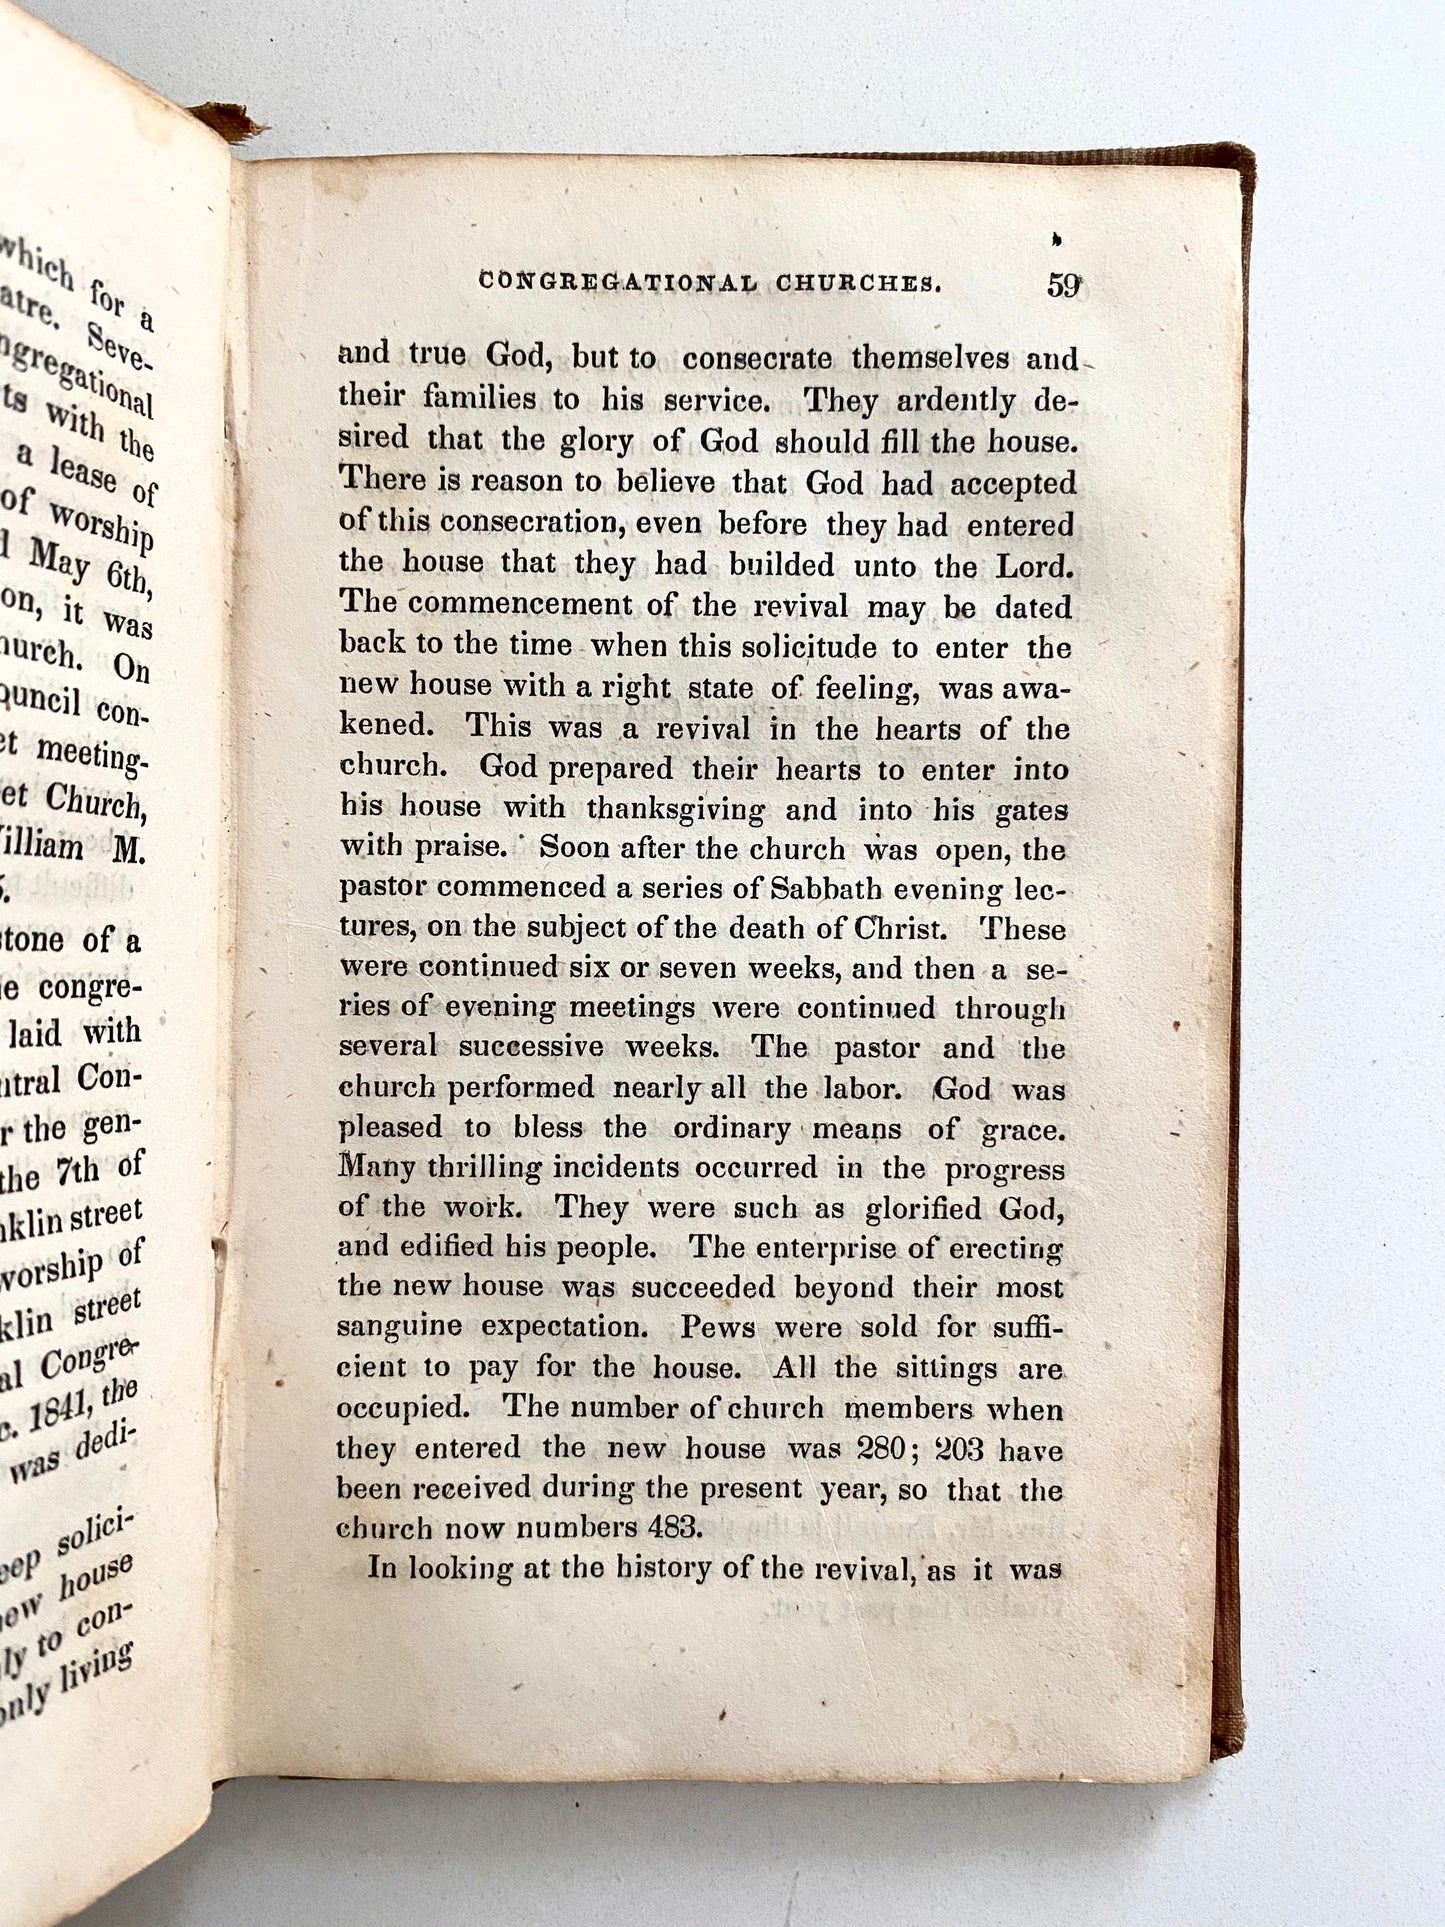 which for a
atre. Seve-
ngregational
ts with the
a lease of
of worship
May 6th,
on, it was
hurch. On
ouncil con-
et meeting-
et Church,
William M.
5.
stone of a
e congre-
laid with
ntral Con-
r the gen-
the 7th of
nklin street
worship of
klin street
al Congre-
c. 1841, the
was dedi-
eep solici-
new house
ly to con-
only living
CONGREGATIONAL CHURCHES. 59
and true God, but to consecrate themselves and
their families to his service. They ardently de-
sired that the glory of God should fill the house.
There is reason to believe that God had accepted
of this consecration, even before they had entered
the house that they had builded unto the Lord.
The commencement of the revival may be dated
back to the time when this solicitude to enter the
new house with a right state of feeling, was awa-
kened. This was a revival in the hearts of the
church. God prepared their hearts to enter into
his house with thanksgiving and into his gates
with praise. Soon after the church was open, the
pastor commenced a series of Sabbath evening lec-
tures, on the subject of the death of Christ. These
were continued six or seven weeks, and then a se-
ries of evening meetings were continued through
several successive weeks. The pastor and the
church performed nearly all the labor. God was
pleased to bless the ordinary means of grace.
Many thrilling incidents occurred in the progress
of the work. They were such as glorified God,
and edified his people. The enterprise of erecting
the new house was succeeded beyond their most
sanguine expectation. Pews were sold for suffi-
cient to pay for the house. All the sittings are
occupied. The number of church members when
they entered the new house was 280; 203 have
been received during the present year, so that the
church now numbers 483.
In looking at the history of the revival, as it was